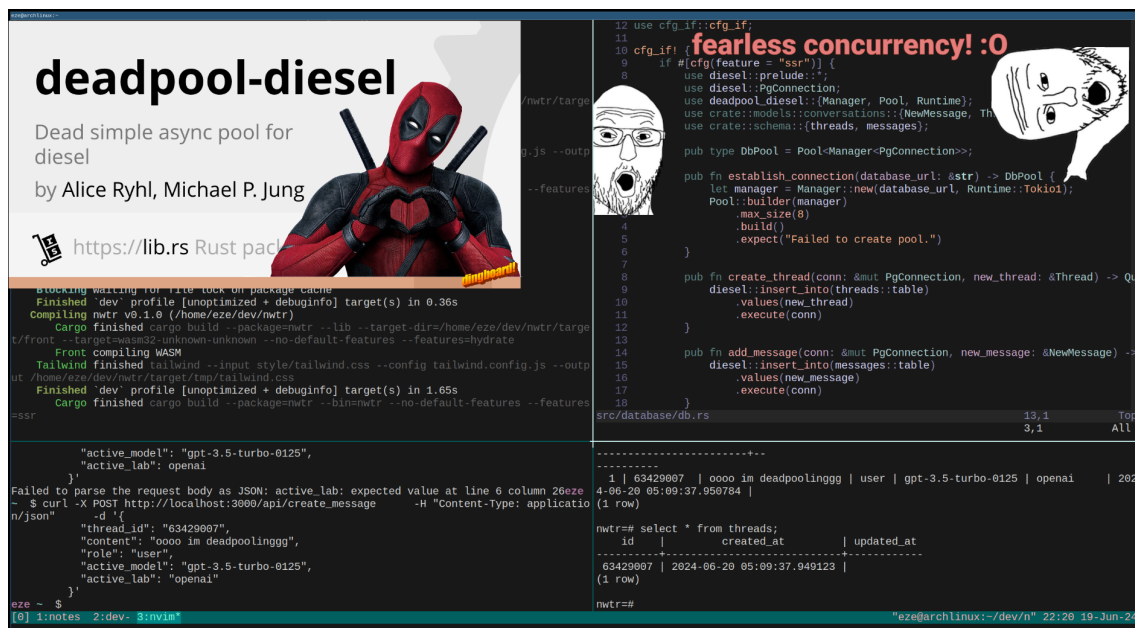 eze@archlinux:~
deadpool-diesel
Dead simple async pool for
diesel
by Alice Ryhl, Michael P. Jung
https://lib.rs Rust pac
dingboard!
/nwtr/targe
g.js --outp
--features
Blocking waiting for file lock on package cache
Finished `dev` profile [unoptimized + debuginfo] target(s) in 0.36s
Compiling nwtr v0.1.0 (/home/eze/dev/nwtr)
Cargo finished cargo build --package=nwtr --lib --target-dir=/home/eze/dev/nwtr/targe
t/front --target=wasm32-unknown-unknown --no-default-features --features=hydrate
Front compiling WASM
Tailwind finished tailwind --input style/tailwind.css --config tailwind.config.js --outp
ut /home/eze/dev/nwtr/target/tmp/tailwind.css
Finished `dev` profile [unoptimized + debuginfo] target(s) in 1.65s
Cargo finished cargo build --package=nwtr --bin=nwtr --no-default-features --features
=ssr
fearless concurrency! :O
12 use cfg_if::cfg_if;
11
10 cfg_if! {
9 if #[cfg(feature = "ssr")] {
8 use diesel::prelude::*;
use diesel::PgConnection;
use deadpool_diesel::{Manager, Pool, Runtime};
use crate::models::conversations::{NewMessage, Th
use crate::schema::{threads, messages};
pub type DbPool = Pool<Manager<PgConnection>>;
pub fn establish_connection(database_url: &str) -> DbPool {
let manager = Manager::new(database_url, Runtime::Tokio1);
Pool::builder(manager)
.max_size(8)
4 .build()
5 .expect("Failed to create pool.")
6 }
7
8 pub fn create_thread(conn: &mut PgConnection, new_thread: &Thread) -> Qu
9 diesel::insert_into(threads::table)
10 .values(new_thread)
11 .execute(conn)
12 }
13
14 pub fn add_message(conn: &mut PgConnection, new_message: &NewMessage) ->
15 diesel::insert_into(messages::table)
16 .values(new_message)
17 .execute(conn)
18 }
src/database/db.rs 13,1 Top
3,1 All
"active_model": "gpt-3.5-turbo-0125",
"active_lab": openai
}'
Failed to parse the request body as JSON: active_lab: expected value at line 6 column 26eze
~ $ curl -X POST http://localhost:3000/api/create_message -H "Content-Type: applicatio
n/json" -d '{
"thread_id": "63429007",
"content": "oooo im deadpoolinggg",
"role": "user",
"active_model": "gpt-3.5-turbo-0125",
"active_lab": "openai"
}'
eze ~ $
------------------------+--
----------
1 | 63429007 | oooo im deadpoolinggg | user | gpt-3.5-turbo-0125 | openai | 202
4-06-20 05:09:37.950784 |
(1 row)
nwtr=# select * from threads;
id | created_at | updated_at
----------+----------------------------+------------
63429007 | 2024-06-20 05:09:37.949123 |
(1 row)
nwtr=#
[0] 1:notes 2:dev- 3:nvim* "eze@archlinux:~/dev/n" 22:20 19-Jun-24